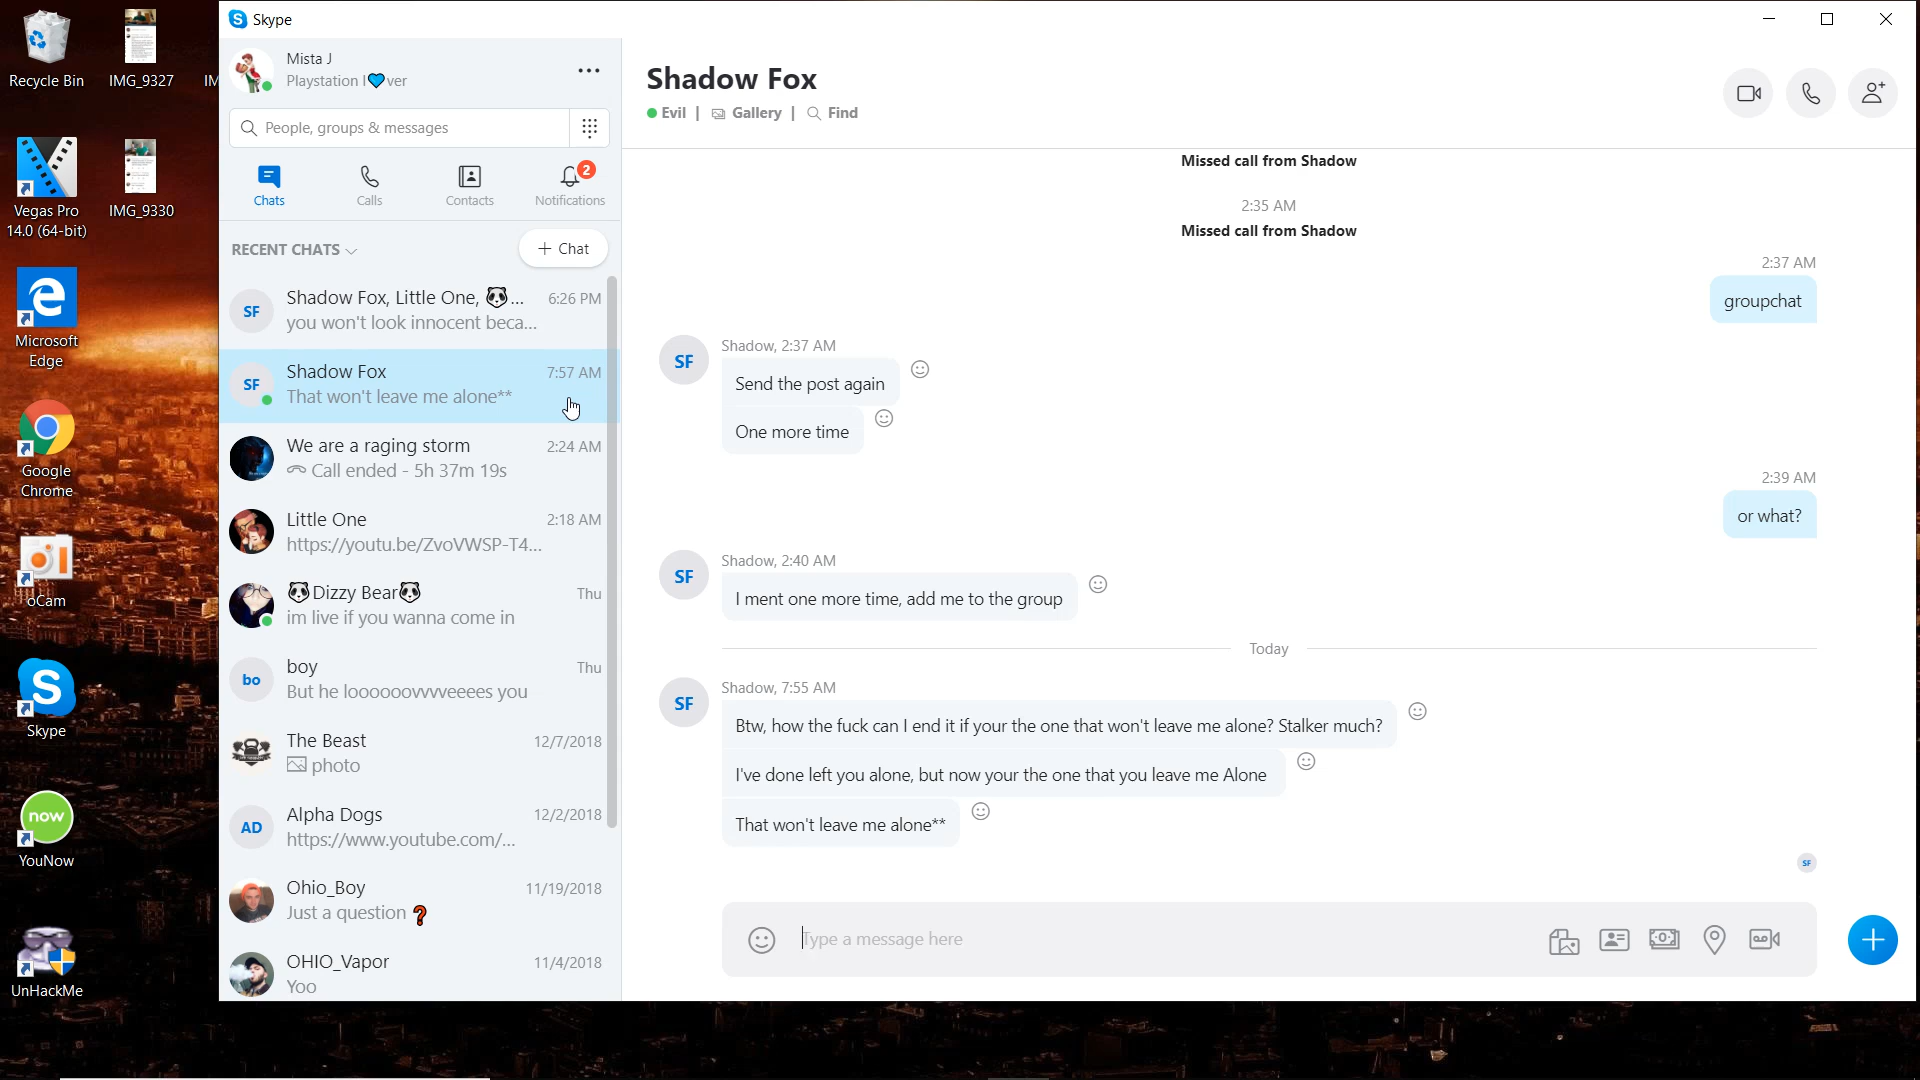 Recycle Bin
IMG_9327
IM
Vegas Pro
14.0 (64-bit)
IMG_9330
Microsoft
Edge
Google
Chrome
oCam
Skype
now
YouNow
UnHackMe
Skype
Mista J
Playstation l💙ver
People, groups & messages
Chats
Calls
Contacts
2
Notifications
RECENT CHATS
+ Chat
SF
Shadow Fox, Little One, 🐼... 6:26 PM
you won't look innocent beca...
SF
Shadow Fox 7:57 AM
That won't leave me alone**
We are a raging storm 2:24 AM
Call ended - 5h 37m 19s
Little One 2:18 AM
https://youtu.be/ZvoVWSP-T4...
🐼Dizzy Bear🐼 Thu
im live if you wanna come in
bo
boy Thu
But he loooooovvvveeees you
The Beast 12/7/2018
photo
AD
Alpha Dogs 12/2/2018
https://www.youtube.com/...
Ohio_Boy 11/19/2018
Just a question❓
OHIO_Vapor 11/4/2018
Yoo
Shadow Fox
Evil | Gallery | Find
Missed call from Shadow
2:35 AM
Missed call from Shadow
2:37 AM
groupchat
Shadow, 2:37 AM
SF
Send the post again
One more time
2:39 AM
or what?
Shadow, 2:40 AM
SF
I ment one more time, add me to the group
Today
Shadow, 7:55 AM
SF
Btw, how the fuck can I end it if your the one that won't leave me alone? Stalker much?
I've done left you alone, but now your the one that you leave me Alone
That won't leave me alone**
SF
Type a message here